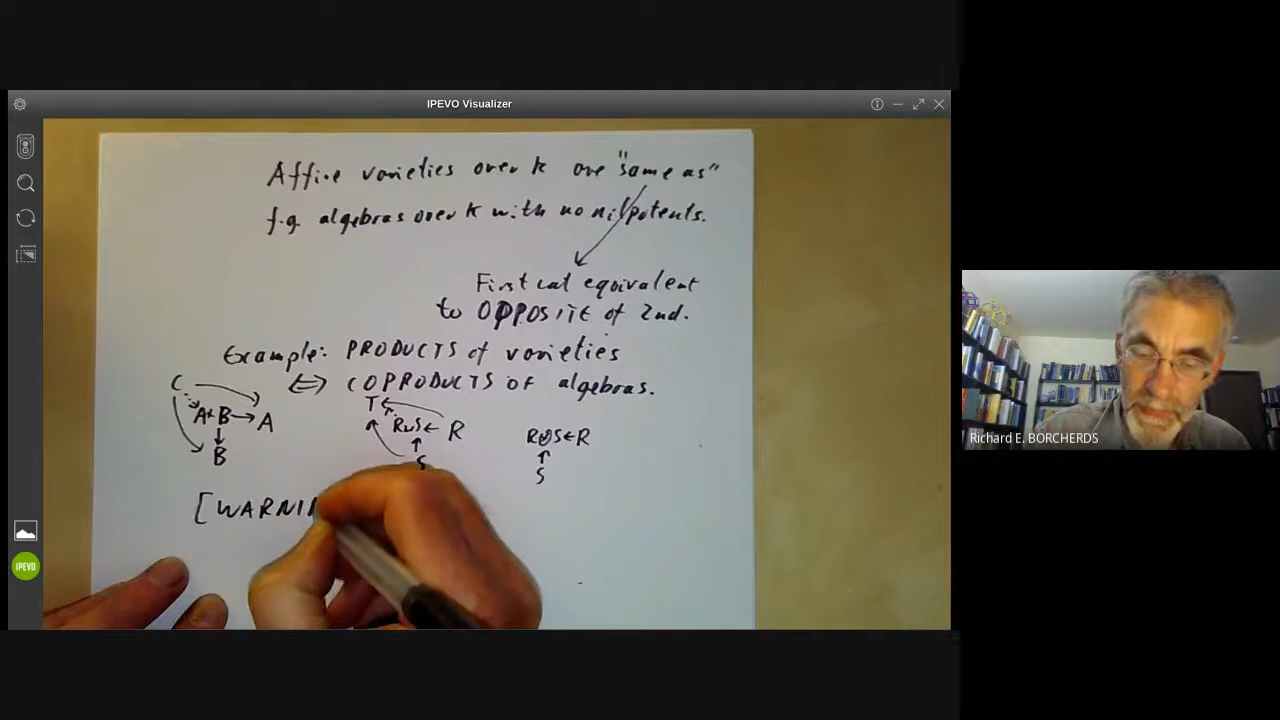 IPEVO Visualizer
Affine varieties over k are "same as"
f.g. algebras over k with no nilpotents.
First cat equivalent
to OPPOSITE of 2nd.
Example: PRODUCTS of varieties
⇔ COPRODUCTS of algebras.
C
A×B → A
B
T
R⊔S ← R
S
R⊗S ← R
S
[WARNI
Richard E. BORCHERDS
IPEVO